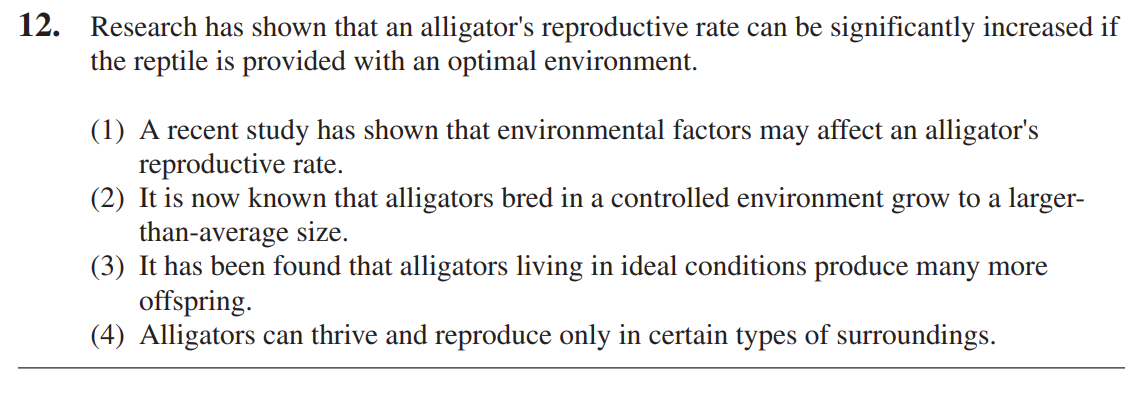 12. Research has shown that an alligator's reproductive rate can be significantly increased if
the reptile is provided with an optimal environment.
(1) A recent study has shown that environmental factors may affect an alligator's
reproductive rate.
(2) It is now known that alligators bred in a controlled environment grow to a larger-
than-average size.
(3) It has been found that alligators living in ideal conditions produce many more
offspring.
(4) Alligators can thrive and reproduce only in certain types of surroundings.